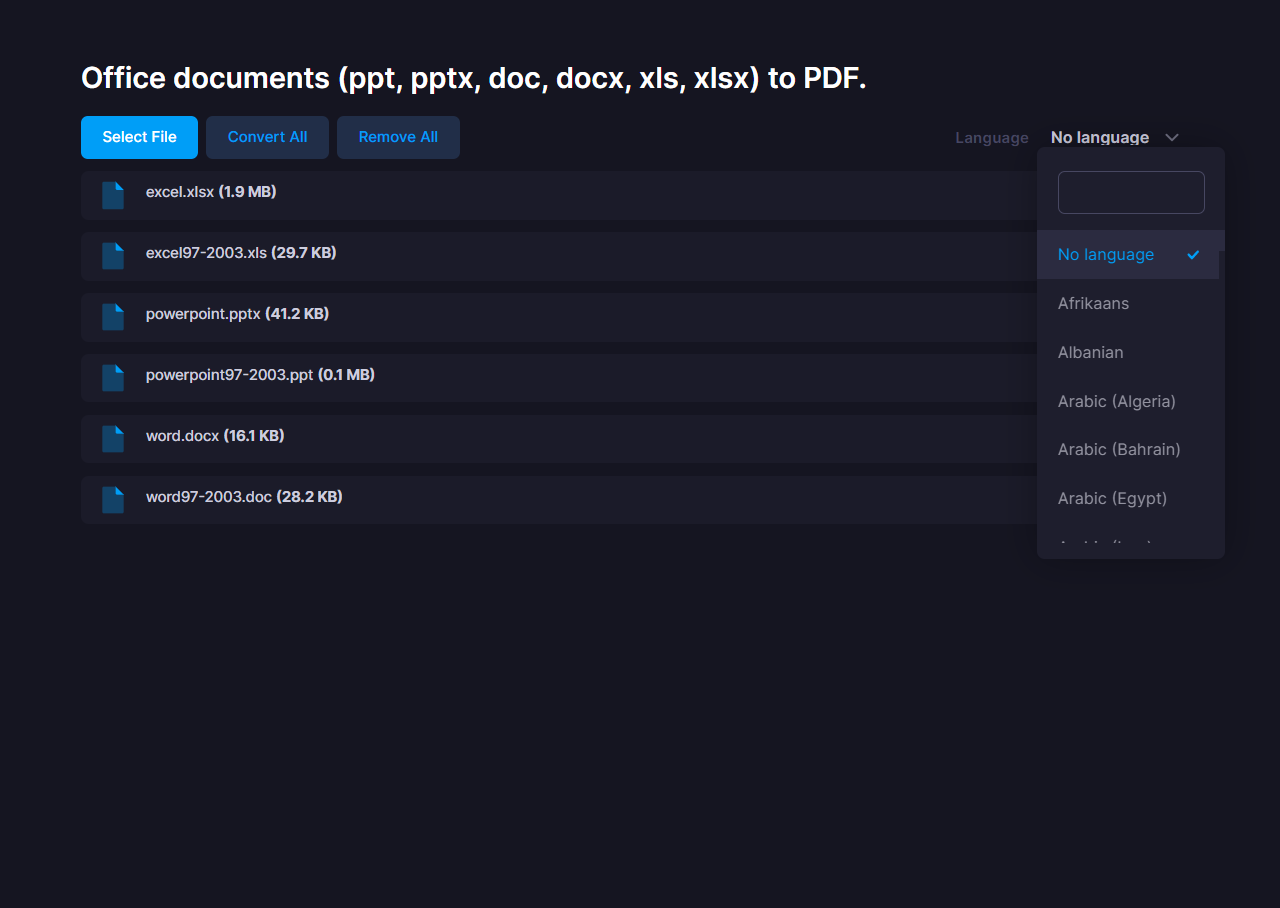 Office documents (ppt, pptx, doc, docx, xls, xlsx) to PDF.
Select File
Convert All
Remove All
Language
No language
excel.xlsx (1.9 MB)
excel97-2003.xls (29.7 KB)
powerpoint.pptx (41.2 KB)
powerpoint97-2003.ppt (0.1 MB)
word.docx (16.1 KB)
word97-2003.doc (28.2 KB)
No language
Afrikaans
Albanian
Arabic (Algeria)
Arabic (Bahrain)
Arabic (Egypt)